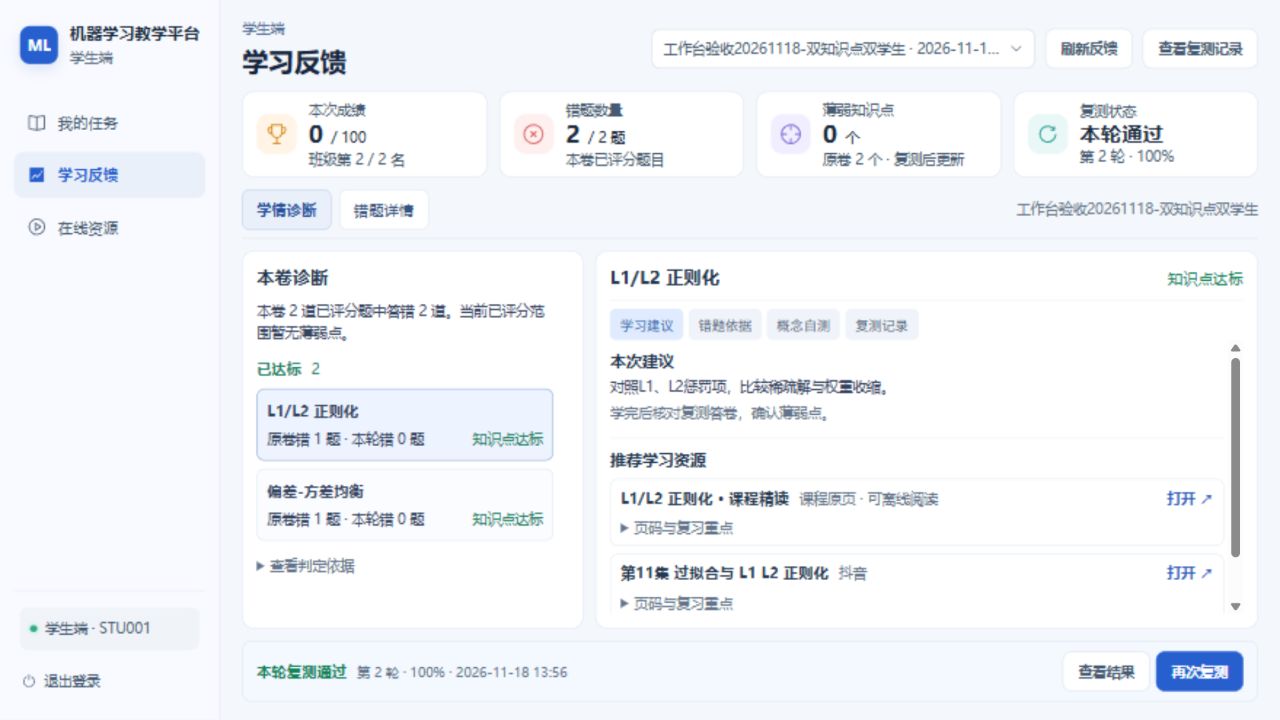 ML
机器学习教学平台
学生端
我的任务
学习反馈
在线资源
学生端 · STU001
退出登录
学生端
学习反馈
工作台验收20261118-双知识点双学生 · 2026-11-1...
刷新反馈
查看复测记录
本次成绩
0 / 100
班级第 2 / 2 名
错题数量
2 / 2 题
本卷已评分题目
薄弱知识点
0 个
原卷 2 个 · 复测后更新
复测状态
本轮通过
第 2 轮 · 100%
学情诊断
错题详情
工作台验收20261118-双知识点双学生
本卷诊断
本卷 2 道已评分题中答错 2 道。当前已评分范
围暂无薄弱点。
已达标 2
L1/L2 正则化
原卷错 1 题 · 本轮错 0 题 知识点达标
偏差-方差均衡
原卷错 1 题 · 本轮错 0 题 知识点达标
查看判定依据
L1/L2 正则化
知识点达标
学习建议
错题依据
概念自测
复测记录
本次建议
对照L1、L2惩罚项，比较稀疏解与权重收缩。
学完后核对复测答卷，确认薄弱点。
推荐学习资源
L1/L2 正则化 • 课程精读 课程原页 · 可离线阅读 打开 ↗
页码与复习重点
第11集 过拟合与 L1 L2 正则化 抖音 打开 ↗
页码与复习重点
本轮复测通过 第 2 轮 · 100% · 2026-11-18 13:56
查看结果
再次复测